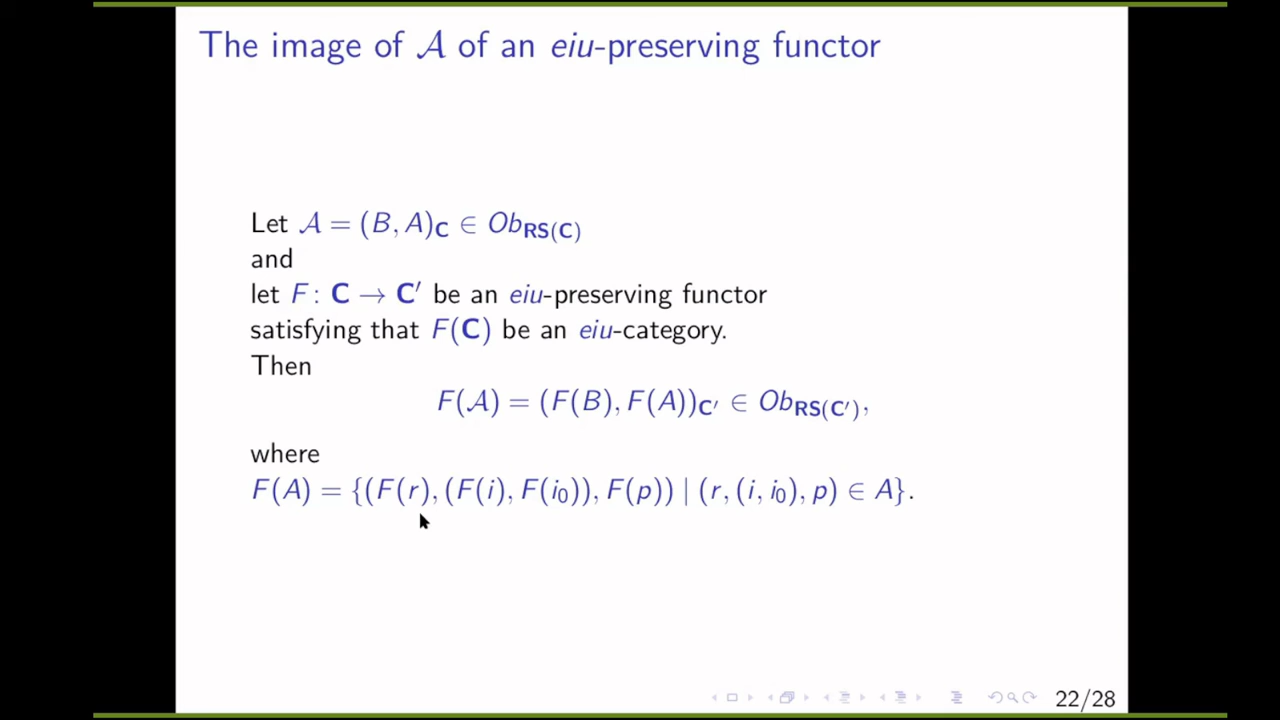 The image of 𝒜 of an eiu-preserving functor
Let 𝒜 = (B, A)_C ∈ Ob_RS(C)
and
let F : C → C′ be an eiu-preserving functor
satisfying that F(C) be an eiu-category.
Then
F(𝒜) = (F(B), F(A))_C′ ∈ Ob_RS(C′),
where
F(A) = {(F(r), (F(i), F(i₀)), F(p)) | (r, (i, i₀), p) ∈ A}.
22/28